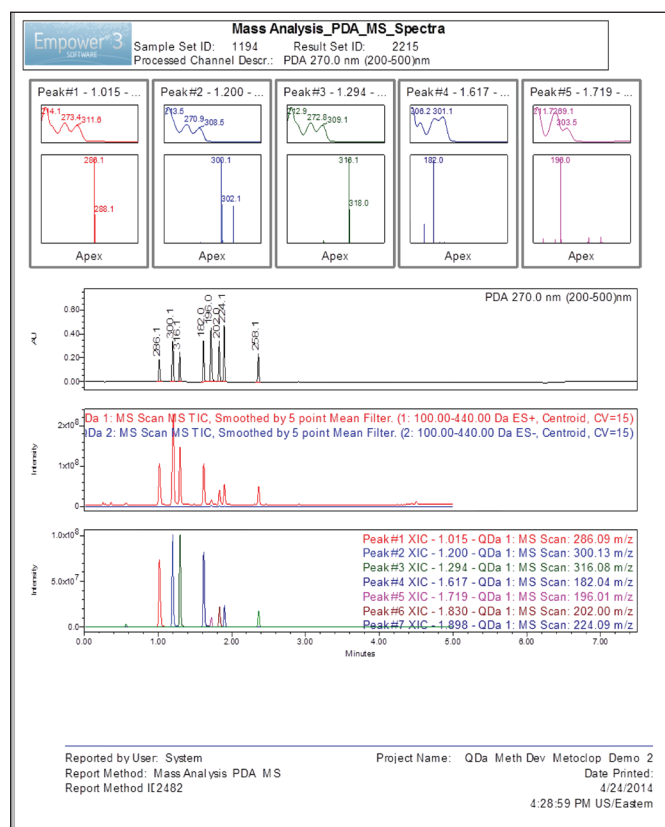 Empower 3
SOFTWARE
Mass Analysis_PDA_MS_Spectra
Sample Set ID: 1194 Result Set ID: 2215
Processed Channel Descr.: PDA 270.0 nm (200-500)nm
Peak#1 - 1.015 - ...
Peak#2 - 1.200 - ...
Peak#3 - 1.294 - ...
Peak#4 - 1.617 - ...
Peak#5 - 1.719 - ...
214.1 273.4 311.6
213.5 270.9 308.5
212.9 272.8 309.1
206.2 301.1
211.7 269.1
303.5
286.1
288.1
300.1
302.1
316.1
318.0
182.0
196.0
Apex
Apex
Apex
Apex
Apex
PDA 270.0 nm (200-500)nm
AU
0.60
0.40
0.20
0.00
286.1
300.1
316.1
182.0
196.0
202.0
224.1
258.1
Da 1: MS Scan MS TIC, Smoothed by 5 point Mean Filter. (1: 100.00-440.00 Da ES+, Centroid, CV=15)
QDa 2: MS Scan MS TIC, Smoothed by 5 point Mean Filter. (2: 100.00-440.00 Da ES-, Centroid, CV=15)
Intensity
1x10⁸
0
Peak#1 XIC - 1.015 - QDa 1: MS Scan: 286.09 m/z
Peak#2 XIC - 1.200 - QDa 1: MS Scan: 300.13 m/z
Peak#3 XIC - 1.294 - QDa 1: MS Scan: 316.08 m/z
Peak#4 XIC - 1.617 - QDa 1: MS Scan: 182.04 m/z
Peak#5 XIC - 1.719 - QDa 1: MS Scan: 196.01 m/z
Peak#6 XIC - 1.830 - QDa 1: MS Scan: 202.00 m/z
Peak#7 XIC - 1.898 - QDa 1: MS Scan: 224.09 m/z
Intensity
1.0x10⁸
5.0x10⁷
0.0
0.00 1.00 2.00 3.00 4.00 5.00 6.00 7.00
Minutes
Reported by User: System
Report Method: Mass Analysis PDA MS
Report Method ID2482
Project Name: QDa Meth Dev Metoclop Demo 2
Date Printed:
4/24/2014
4:28:59 PM US/Eastern